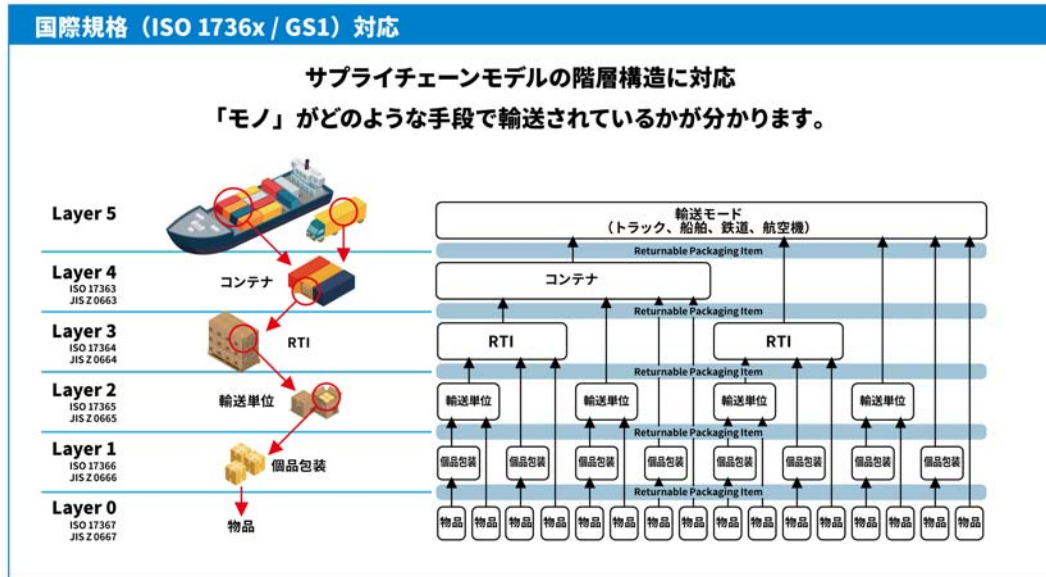 国際規格（ISO 1736x / GS1）対応
サプライチェーンモデルの階層構造に対応
「モノ」がどのような手段で輸送されているかが分かります。
Layer 5
Layer 4
ISO 17363
JIS Z 0663
コンテナ
Layer 3
ISO 17364
JIS Z 0664
RTI
Layer 2
ISO 17365
JIS Z 0665
輸送単位
Layer 1
ISO 17366
JIS Z 0666
個品包装
Layer 0
ISO 17367
JIS Z 0667
物品
輸送モード
（トラック、船舶、鉄道、航空機）
Returnable Packaging Item
コンテナ
Returnable Packaging Item
RTI RTI
Returnable Packaging Item
輸送単位 輸送単位 輸送単位 輸送単位
Returnable Packaging Item
個品包装 個品包装 個品包装 個品包装 個品包装 個品包装 個品包装 個品包装
Returnable Packaging Item
物品 物品 物品 物品 物品 物品 物品 物品 物品 物品 物品 物品 物品 物品 物品 物品